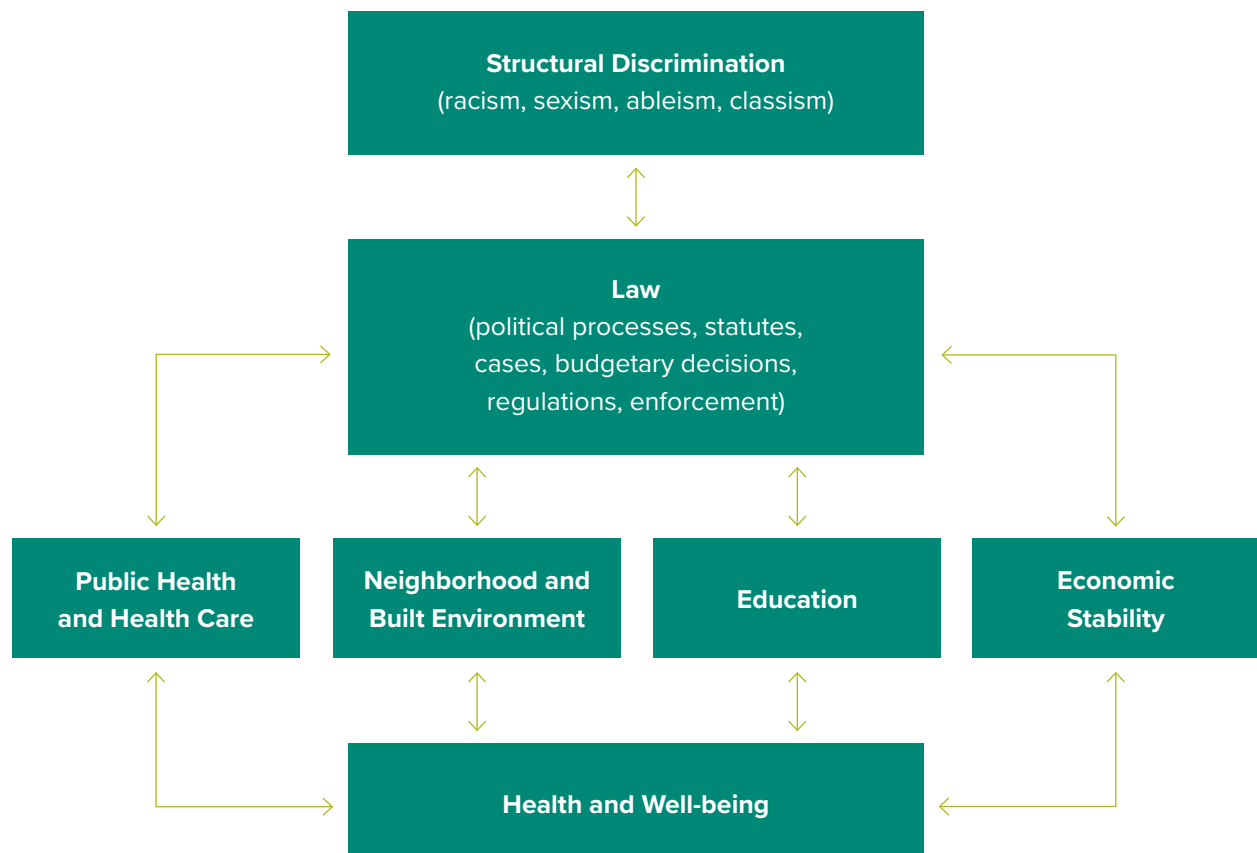 Structural Discrimination
(racism, sexism, ableism, classism)
Law
(political processes, statutes,
cases, budgetary decisions,
regulations, enforcement)
Public Health
and Health Care
Neighborhood and
Built Environment
Education
Economic
Stability
Health and Well-being